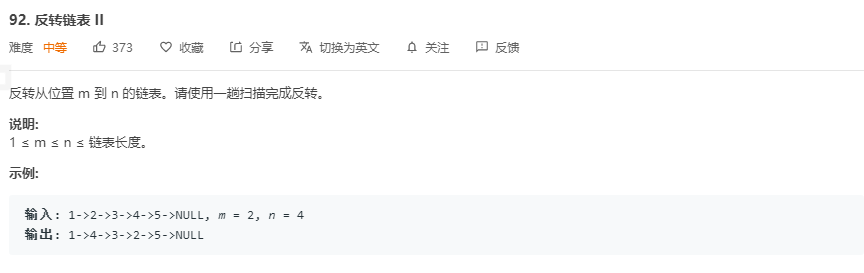 92. 反转链表 II
难度 中等 373 收藏 分享 切换为英文 关注 反馈
反转从位置 m 到 n 的链表。请使用一趟扫描完成反转。
说明:
1 ≤ m ≤ n ≤ 链表长度。
示例:
输入: 1->2->3->4->5->NULL, m = 2, n = 4
输出: 1->4->3->2->5->NULL